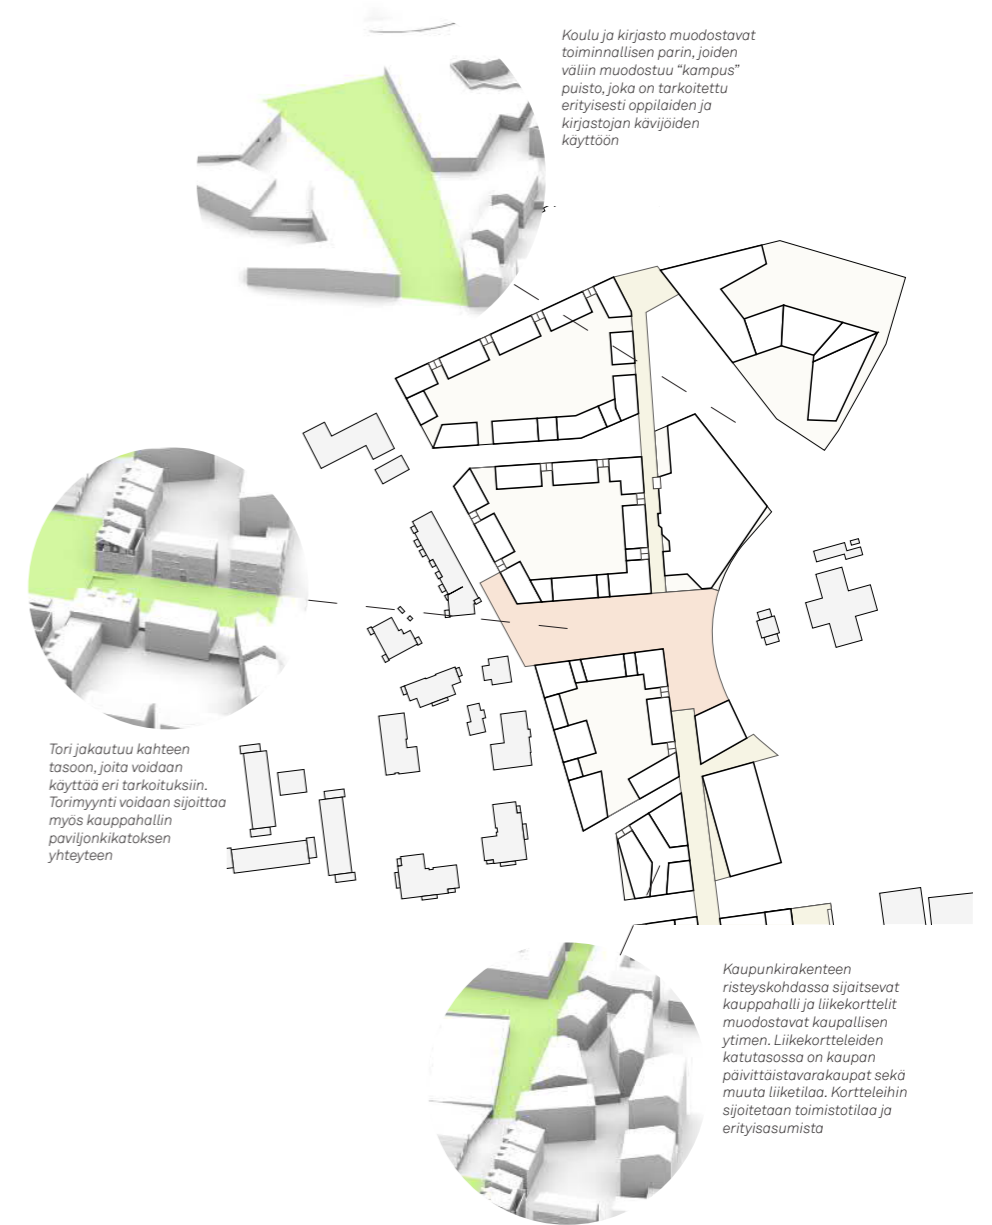 Koulu ja kirjasto muodostavat
toiminnallisen parin, joiden
väliin muodostuu “kampus”
puisto, joka on tarkoitettu
erityisesti oppilaiden ja
kirjastojan kävijöiden
käyttöön
Tori jakautuu kahteen
tasoon, joita voidaan
käyttää eri tarkoituksiin.
Torimyynti voidaan sijoittaa
myös kauppahallin
paviljonkikatoksen
yhteyteen
Kaupunkirakenteen
risteyskohdassa sijaitsevat
kauppahalli ja liikekorttelit
muodostavat kaupallisen
ytimen. Liikekortteleiden
katutasossa on kaupan
päivittäistavarakaupat sekä
muuta liiketilaa. Kortteleihin
sijoitetaan toimistotilaa ja
erityisasumista